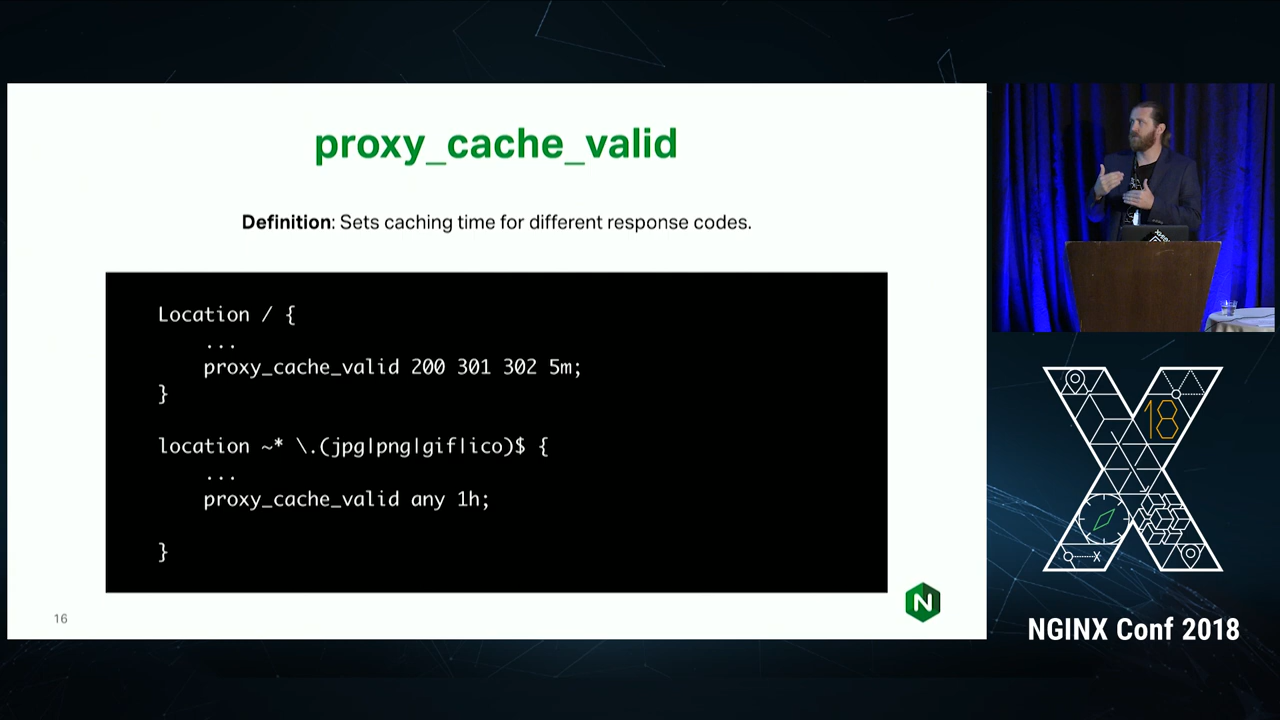 proxy_cache_valid
Definition: Sets caching time for different response codes.
Location / {
...
proxy_cache_valid 200 301 302 5m;
}
location ~* \.(jpg|png|gif|ico)$ {
...
proxy_cache_valid any 1h;
}
16
N
18
X
NGINX Conf 2018